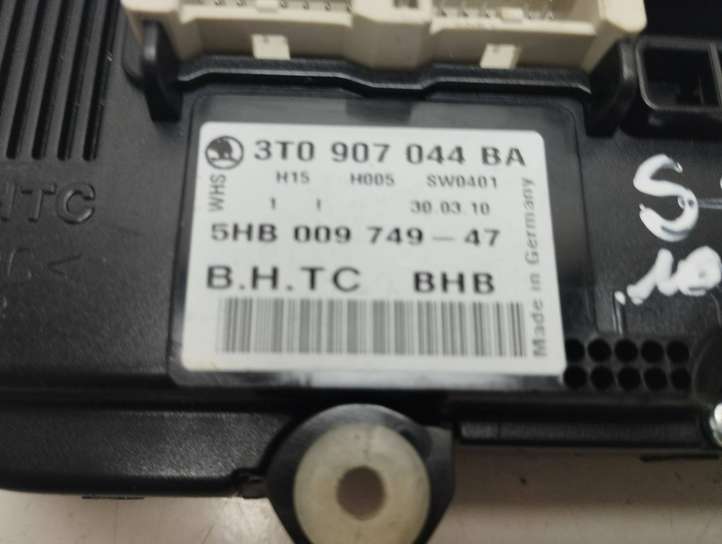 3T0 907 044 BA
WHS
H15 H005 SW0401
1 I 30.03.10
5HB 009 749-47
B.H.TC BHB
Made in Germany
HTC